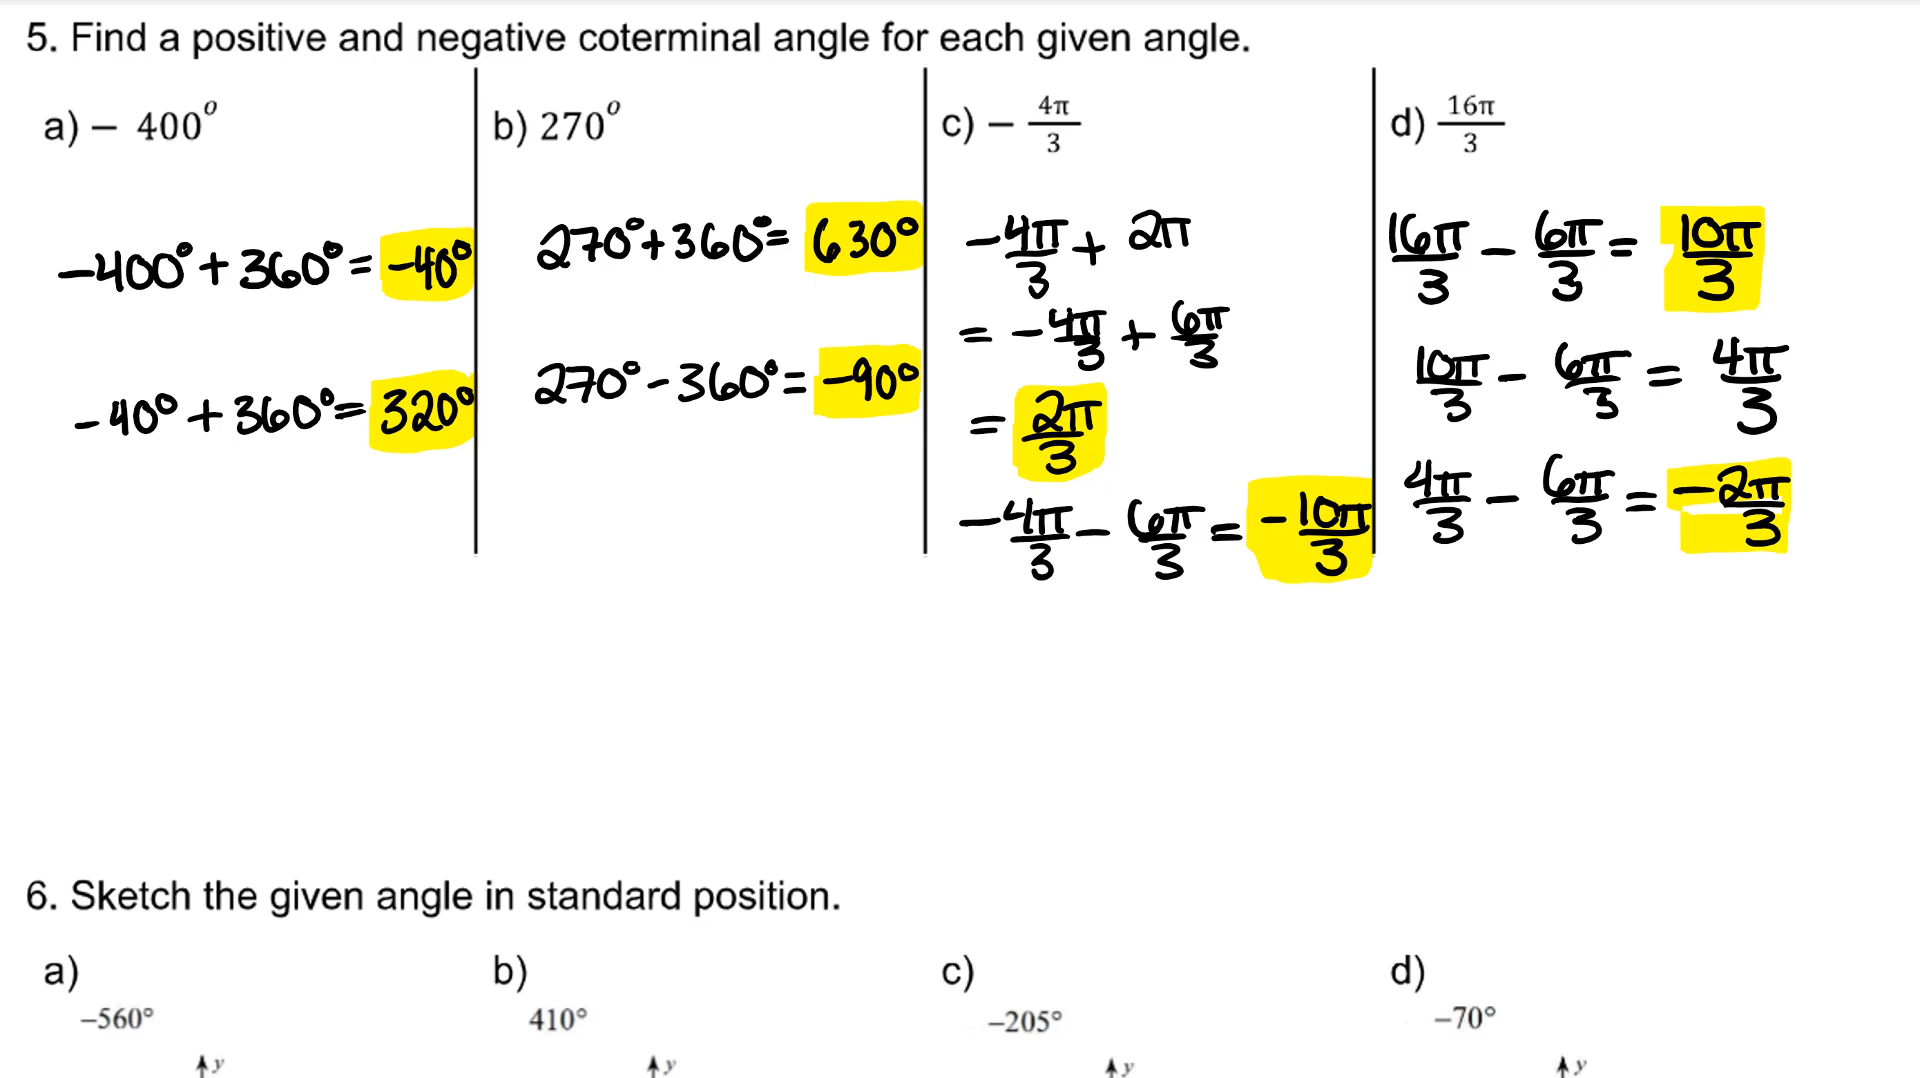 5. Find a positive and negative coterminal angle for each given angle.
a) − 400°
−400° + 360° = −40°
−40° + 360° = 320°
b) 270°
270° + 360° = 630°
270° − 360° = −90°
c) − 4π/3
−4π/3 + 2π
= −4π/3 + 6π/3
= 2π/3
−4π/3 − 6π/3 = −10π/3
d) 16π/3
16π/3 − 6π/3 = 10π/3
10π/3 − 6π/3 = 4π/3
4π/3 − 6π/3 = −2π/3
6. Sketch the given angle in standard position.
a)
−560°
y
b)
410°
y
c)
−205°
y
d)
−70°
y